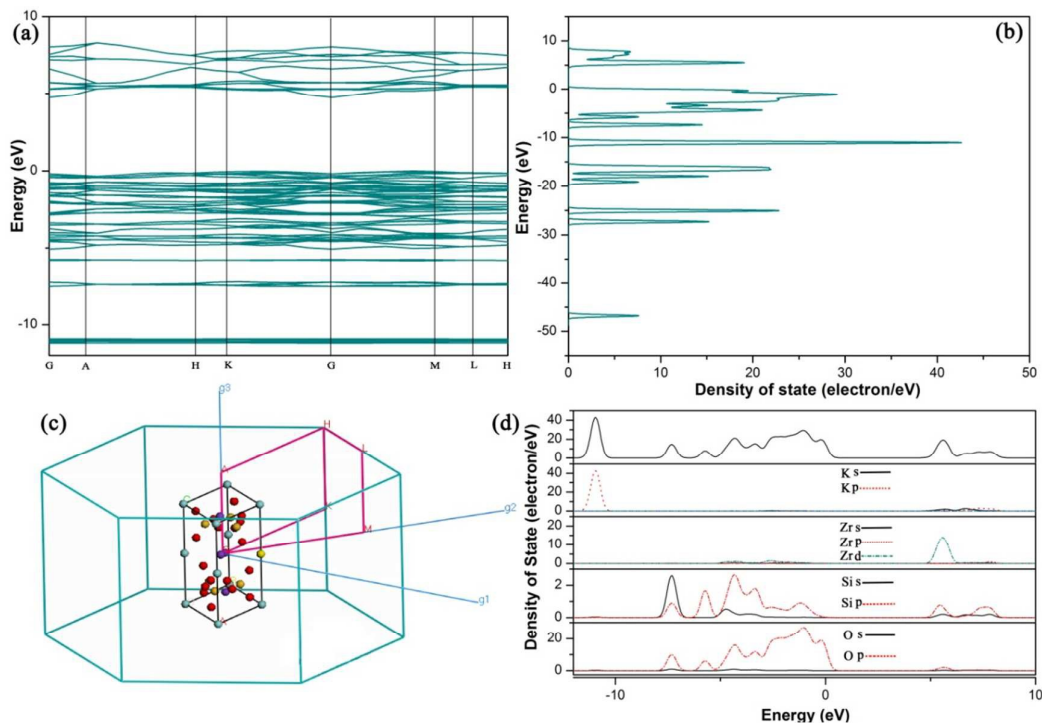 (a)
10
0
-10
Energy (eV)
G A H K G M L H
(b)
10
0
-10
-20
-30
-40
-50
Energy (eV)
0 10 20 30 40 50
Density of state (electron/eV)
(c)
g3
H
A
L
K
M
g2
g1
(d)
40
20
0
K s
K p
40
20
0
Zr s
Zr p
Zr d
20
10
0
Si s
Si p
2
0
O s
O p
20
0
Density of State (electron/eV)
-10 0 10
Energy (eV)